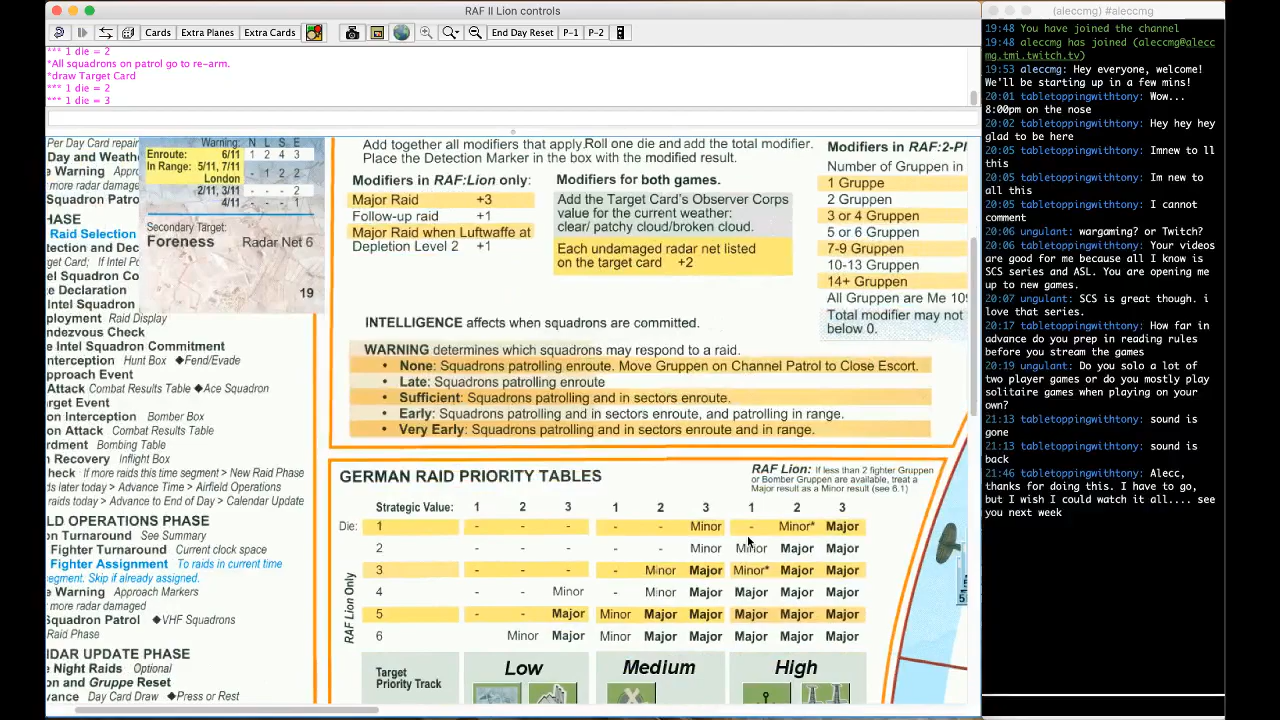 RAF II Lion controls
Cards Extra Planes Extra Cards End Day Reset P-1 P-2
*** 1 die = 2
*All squadrons on patrol go to re-arm.
*draw Target Card
*** 1 die = 2
*** 1 die = 3
Per Day Card repair
Day and Weath
e Warning
more radar damaged
Squadron Patrol
HASE
Raid Selection
tection and Dec
et Card; If Intel Po
l Squadron Com
te Declaration
Intel Squadron
ployment Raid Display
ndezvous Check
e Intel Squadron Commitment
nterception Hunt Box ◆Fend/Evade
pproach Event
Attack Combat Results Table ◆Ace Squadron
rget Event
on Interception Bomber Box
on Attack Combat Results Table
rdment Bombing Table
n Recovery Inflight Box
heck If more raids this time segment > New Raid Phase
ds later today > Advance Time > Airfield Operations
raids today > Advance to End of Day > Calendar Update
LD OPERATIONS PHASE
on Turnaround See Summary
Fighter Turnaround Current clock space
Fighter Assignment To raids in current time
egment. Skip if already assigned.
e Warning Approach Markers
more radar damaged
Squadron Patrol ◆VHF Squadrons
Raid Phase
NDAR UPDATE PHASE
e Night Raids Optional
on and Gruppe Reset
vance Day Card Draw ◆Press or Rest
Warning: N L S E
Enroute: 6/11 1 2 4 3
In Range: 5/11, 7/11
London - 1 2 2
2/11, 3/11 - - - 2
4/11 - - - 1
Secondary Target:
Foreness Radar Net 6
19
Add together all modifiers that apply.Roll one die and add the total modifier.
Place the Detection Marker in the box with the modified result.
Modifiers in RAF:Lion only:
Major Raid +3
Follow-up raid +1
Major Raid when Luftwaffe at
Depletion Level 2 +1
Modifiers for both games.
Add the Target Card's Observer Corps
value for the current weather:
clear/ patchy cloud/broken cloud.
Each undamaged radar net listed
on the target card +2
Modifiers in RAF:2-Pl
Number of Gruppen in
1 Gruppe
2 Gruppen
3 or 4 Gruppen
5 or 6 Gruppen
7-9 Gruppen
10-13 Gruppen
14+ Gruppen
All Gruppen are Me 109
Total modifier may not
below 0.
INTELLIGENCE affects when squadrons are committed.
WARNING determines which squadrons may respond to a raid.
• None: Squadrons patrolling enroute. Move Gruppen on Channel Patrol to Close Escort.
• Late: Squadrons patrolling enroute
• Sufficient: Squadrons patrolling and in sectors enroute.
• Early: Squadrons patrolling and in sectors enroute, and patrolling in range.
• Very Early: Squadrons patrolling and in sectors enroute and in range.
GERMAN RAID PRIORITY TABLES
RAF Lion: If less than 2 fighter Gruppen
or Bomber Gruppen are available, treat a
Major result as a Minor result (see 6.1)
Strategic Value: 1 2 3 1 2 3 1 2 3
Die: 1 - - - - - Minor - Minor* Major
2 - - - - - Minor Minor Major Major
3 - - - - Minor Major Minor* Major Major
4 - - Minor - Minor Major Major Major Major
5 - - Major Minor Major Major Major Major Major
6 - Minor Major Minor Major Major Major Major Major
RAF Lion Only
Target
Priority Track
Low Medium High
(aleccmg) #aleccmg
19:48 You have joined the channel
19:48 aleccmg has joined (aleccmg@alecc
mg.tmi.twitch.tv)
19:53 aleccmg: Hey everyone, welcome!
We'll be starting up in a few mins!
20:01 tabletoppingwithtony: Wow...
8:00pm on the nose
20:02 tabletoppingwithtony: Hey hey hey
glad to be here
20:05 tabletoppingwithtony: Imnew to ll
this
20:05 tabletoppingwithtony: Im new to
all this
20:05 tabletoppingwithtony: I cannot
comment
20:06 ungulant: wargaming? or Twitch?
20:06 tabletoppingwithtony: Your videos
are good for me because all I know is
SCS series and ASL. You are opening me
up to new games.
20:07 ungulant: SCS is great though. i
love that series.
20:17 tabletoppingwithtony: How far in
advance do you prep in reading rules
before you stream the games
20:19 ungulant: Do you solo a lot of
two player games or do you mostly play
solitaire games when playing on your
own?
21:13 tabletoppingwithtony: sound is
gone
21:13 tabletoppingwithtony: sound is
back
21:46 tabletoppingwithtony: Alecc,
thanks for doing this. I have to go,
but I wish I could watch it all.... see
you next week